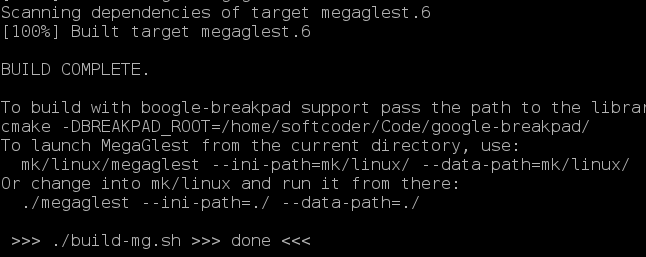 Scanning dependencies of target megaglest.6
[100%] Built target megaglest.6
BUILD COMPLETE.
To build with boogle-breakpad support pass the path to the librar
cmake -DBREAKPAD_ROOT=/home/softcoder/Code/google-breakpad/
To launch MegaGlest from the current directory, use:
mk/linux/megaglest --ini-path=mk/linux/ --data-path=mk/linux/
Or change into mk/linux and run it from there:
./megaglest --ini-path=./ --data-path=./
>>> ./build-mg.sh >>> done <<<